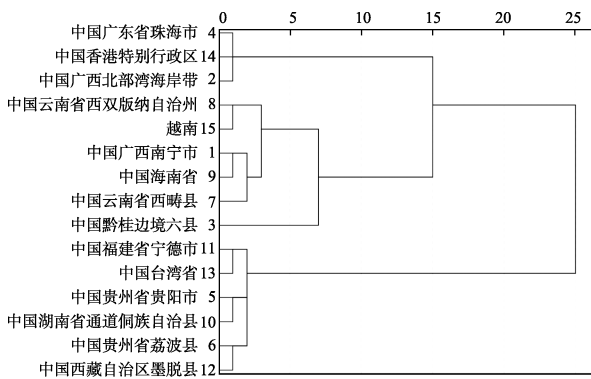 0 5 10 15 20 25
中国广东省珠海市 4
中国香港特别行政区 14
中国广西北部湾海岸带 2
中国云南省西双版纳自治州 8
越南 15
中国广西南宁市 1
中国海南省 9
中国云南省西畴县 7
中国黔桂边境六县 3
中国福建省宁德市 11
中国台湾省 13
中国贵州省贵阳市 5
中国湖南省通道侗族自治县 10
中国贵州省荔波县 6
中国西藏自治区墨脱县 12